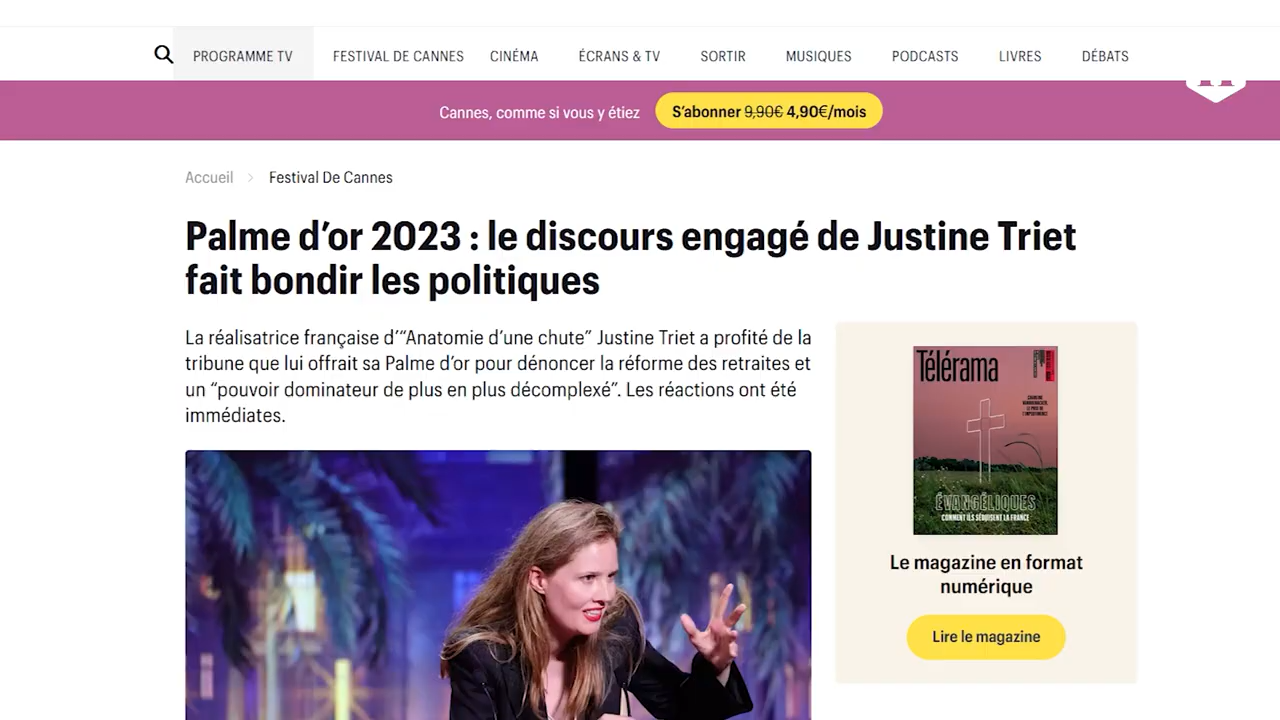 PROGRAMME TV
FESTIVAL DE CANNES
CINÉMA
ÉCRANS & TV
SORTIR
MUSIQUES
PODCASTS
LIVRES
DÉBATS
Cannes, comme si vous y étiez
S’abonner 9,90€ 4,90€/mois
Accueil
Festival De Cannes
Palme d’or 2023 : le discours engagé de Justine Triet
fait bondir les politiques
La réalisatrice française d’“Anatomie d’une chute” Justine Triet a profité de la
tribune que lui offrait sa Palme d’or pour dénoncer la réforme des retraites et
un “pouvoir dominateur de plus en plus décomplexé”. Les réactions ont été
immédiates.
Télérama
ÉVANGÉLIQUES
COMMENT ILS SÉDUISENT LA FRANCE
Le magazine en format
numérique
Lire le magazine